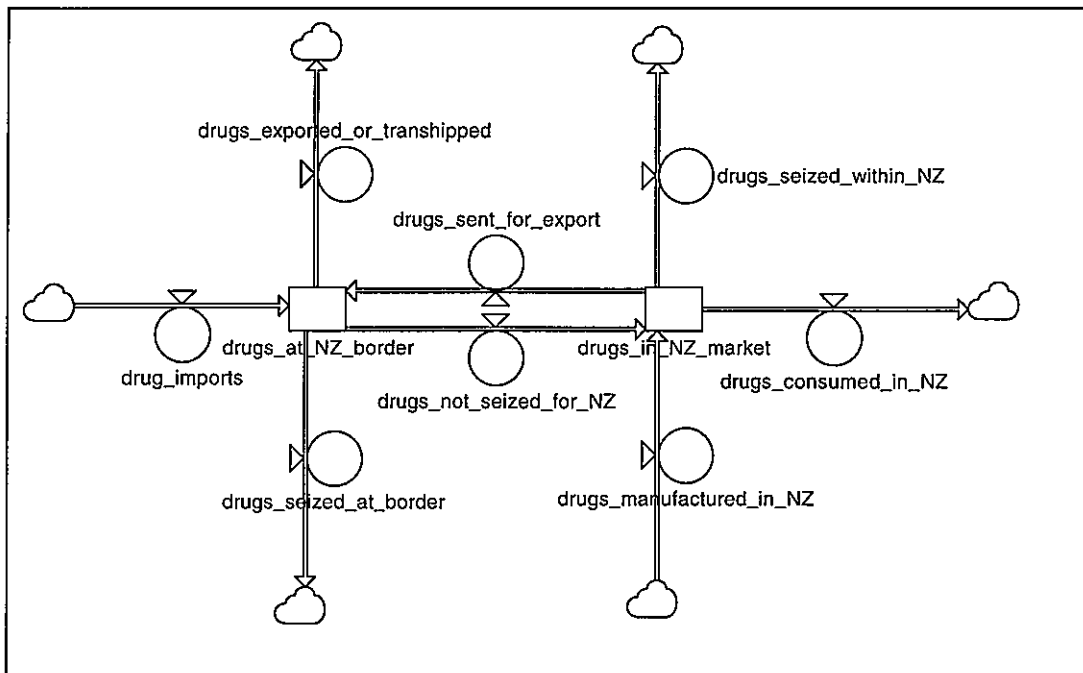 drugs_exported_or_transhipped
drugs_seized_within_NZ
drugs_sent_for_export
drugs_at_NZ_border
drugs_in_NZ_market
drug_imports
drugs_not_seized_for_NZ
drugs_consumed_in_NZ
drugs_seized_at_border
drugs_manufactured_in_NZ